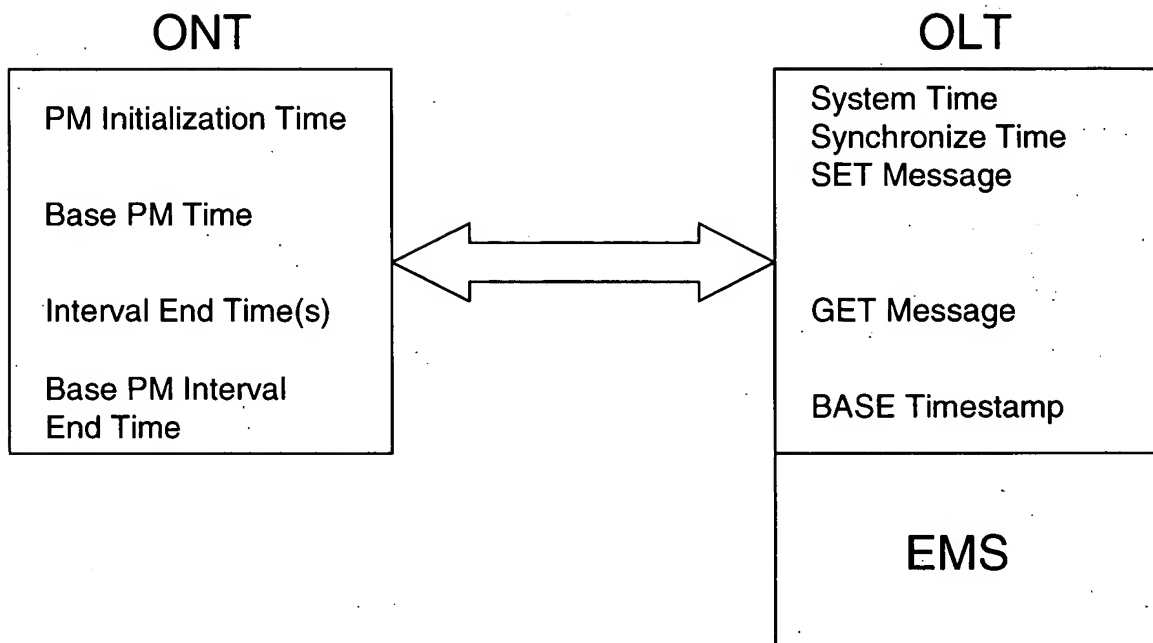 ONT
PM Initialization Time
Base PM Time
Interval End Time(s)
Base PM Interval
End Time
OLT
System Time
Synchronize Time
SET Message
GET Message
BASE Timestamp
EMS